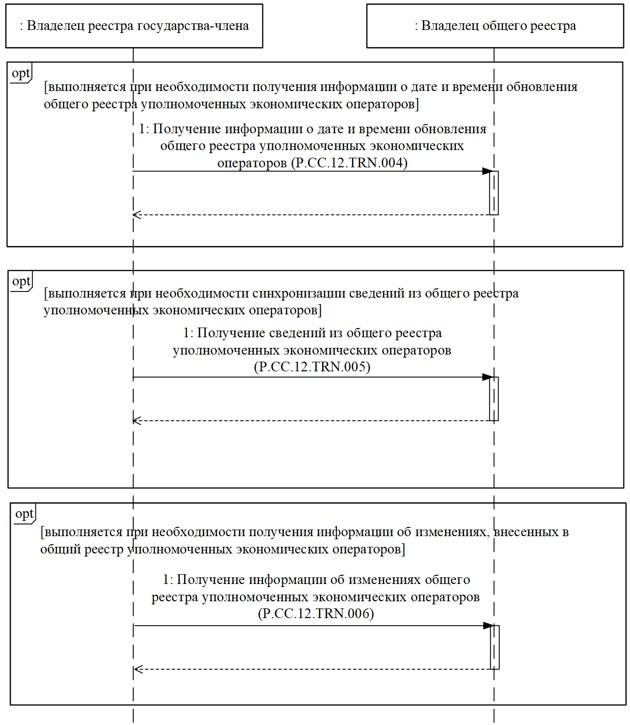 : Владелец реестра государства-члена
: Владелец общего реестра
opt
[выполняется при необходимости получения информации о дате и времени обновления
общего реестра уполномоченных экономических операторов]
1: Получение информации о дате и времени обновления
общего реестра уполномоченных экономических
операторов (P.CC.12.TRN.004)
opt
[выполняется при необходимости синхронизации сведений из общего реестра
уполномоченных экономических операторов]
1: Получение сведений из общего реестра
уполномоченных экономических операторов
(P.CC.12.TRN.005)
opt
[выполняется при необходимости получения информации об изменениях, внесенных в
общий реестр уполномоченных экономических операторов]
1: Получение информации об изменениях общего
реестра уполномоченных экономических операторов
(P.CC.12.TRN.006)